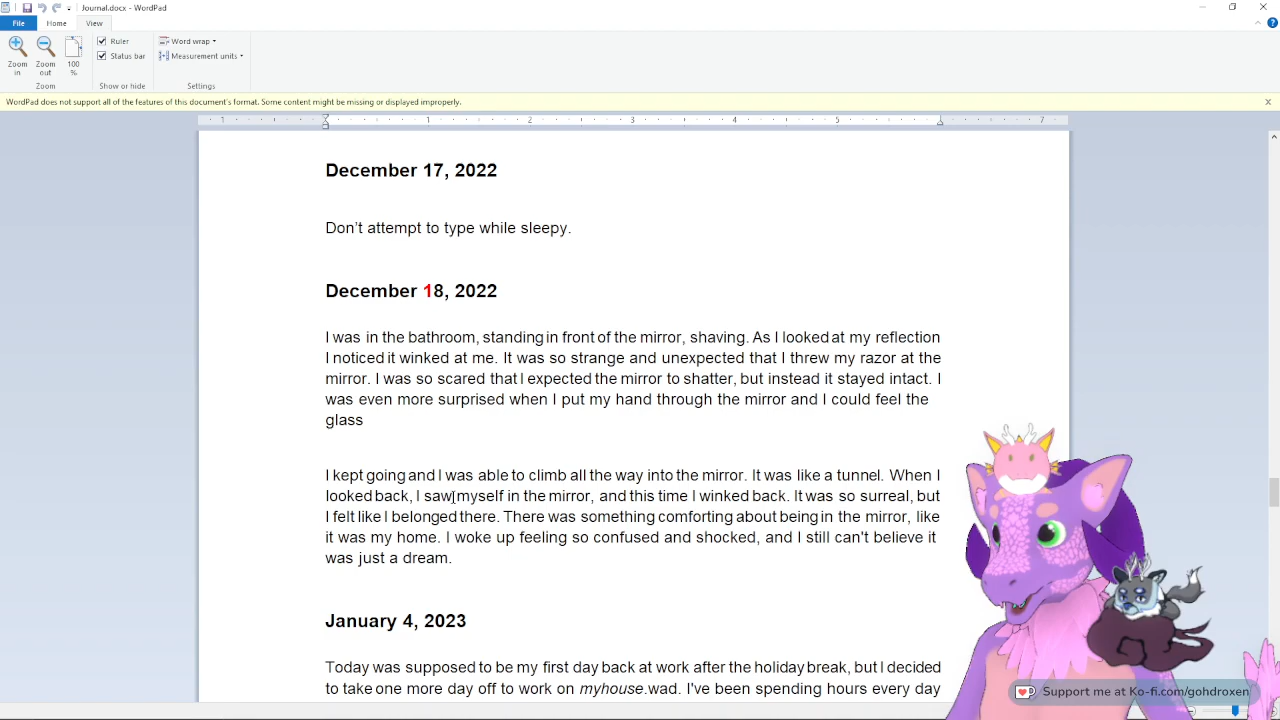 Journal.docx - WordPad
File Home View
Zoom in
Zoom out
100 %
Ruler
Status bar
Word wrap
Measurement units
Zoom Show or hide Settings
WordPad does not support all of the features of this document's format. Some content might be missing or displayed improperly.
1 1 2 3 4 5 7
December 17, 2022
Don't attempt to type while sleepy.
December 18, 2022
I was in the bathroom, standing in front of the mirror, shaving. As I looked at my reflection
I noticed it winked at me. It was so strange and unexpected that I threw my razor at the
mirror. I was so scared that I expected the mirror to shatter, but instead it stayed intact. I
was even more surprised when I put my hand through the mirror and I could feel the
glass
I kept going and I was able to climb all the way into the mirror. It was like a tunnel. When I
looked back, I saw myself in the mirror, and this time I winked back. It was so surreal, but
I felt like I belonged there. There was something comforting about being in the mirror, like
it was my home. I woke up feeling so confused and shocked, and I still can't believe it
was just a dream.
January 4, 2023
Today was supposed to be my first day back at work after the holiday break, but I decided
to take one more day off to work on myhouse.wad. I've been spending hours every day
Support me at Ko-fi.com/gohdroxen